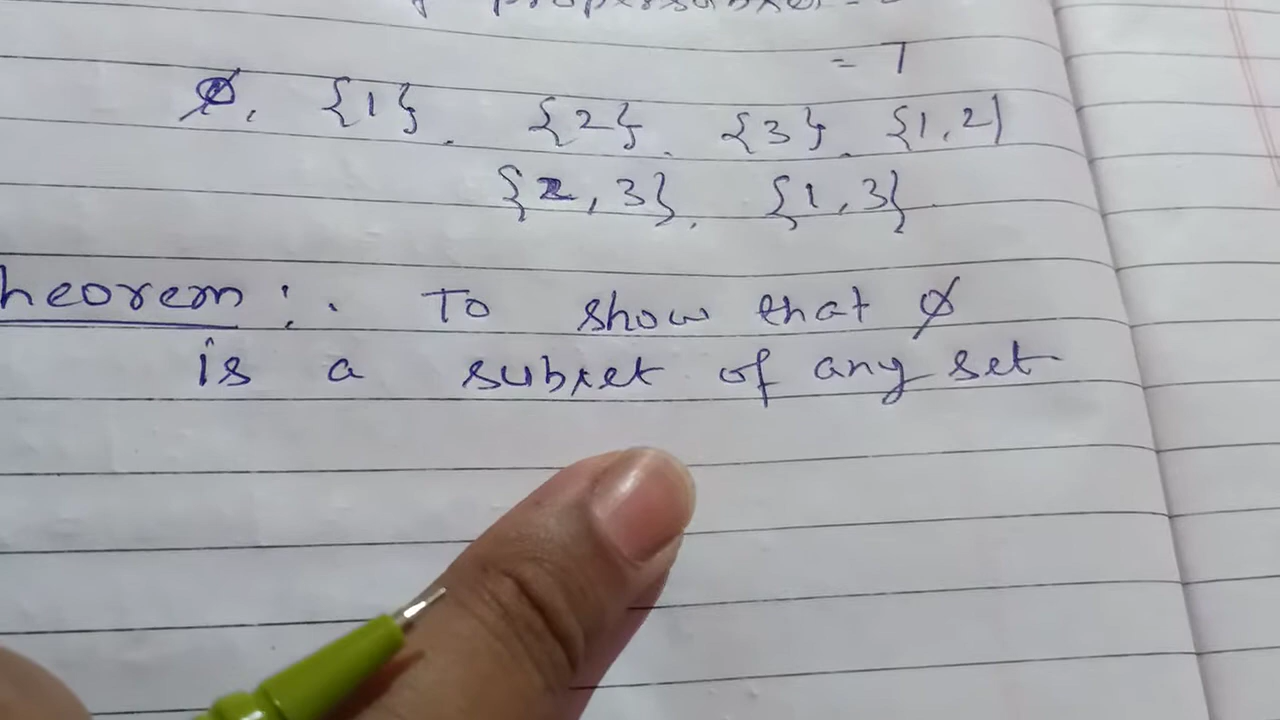 = 7
∅, {1}, {2}, {3}, {1,2}
{2, 3}, {1, 3}
heorem :. To show that ∅
is a subset of any set